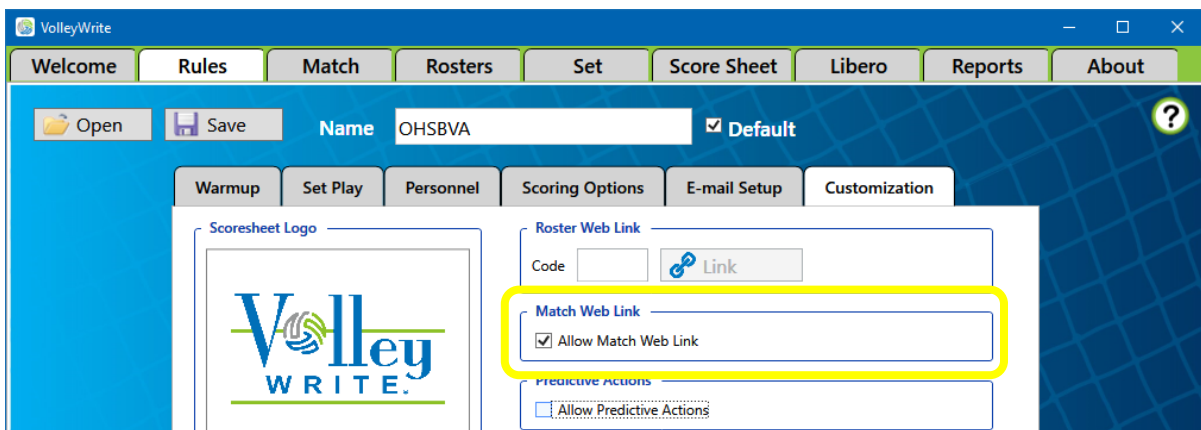 VolleyWrite
Welcome Rules Match Rosters Set Score Sheet Libero Reports About
Open Save Name OHSBVA Default ?
Warmup Set Play Personnel Scoring Options E-mail Setup Customization
Scoresheet Logo
Volley
WRITE.
Roster Web Link
Code Link
Match Web Link
Allow Match Web Link
Predictive Actions
Allow Predictive Actions